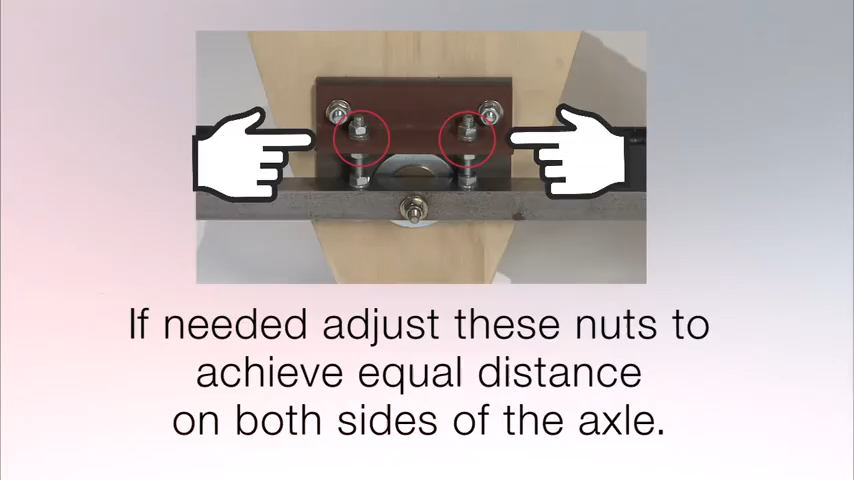 If needed adjust these nuts to
achieve equal distance
on both sides of the axle.